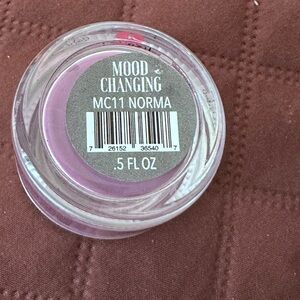 MOOD
CHANGING
MC11 NORMA
7 26152 36540 7
.5 FL OZ